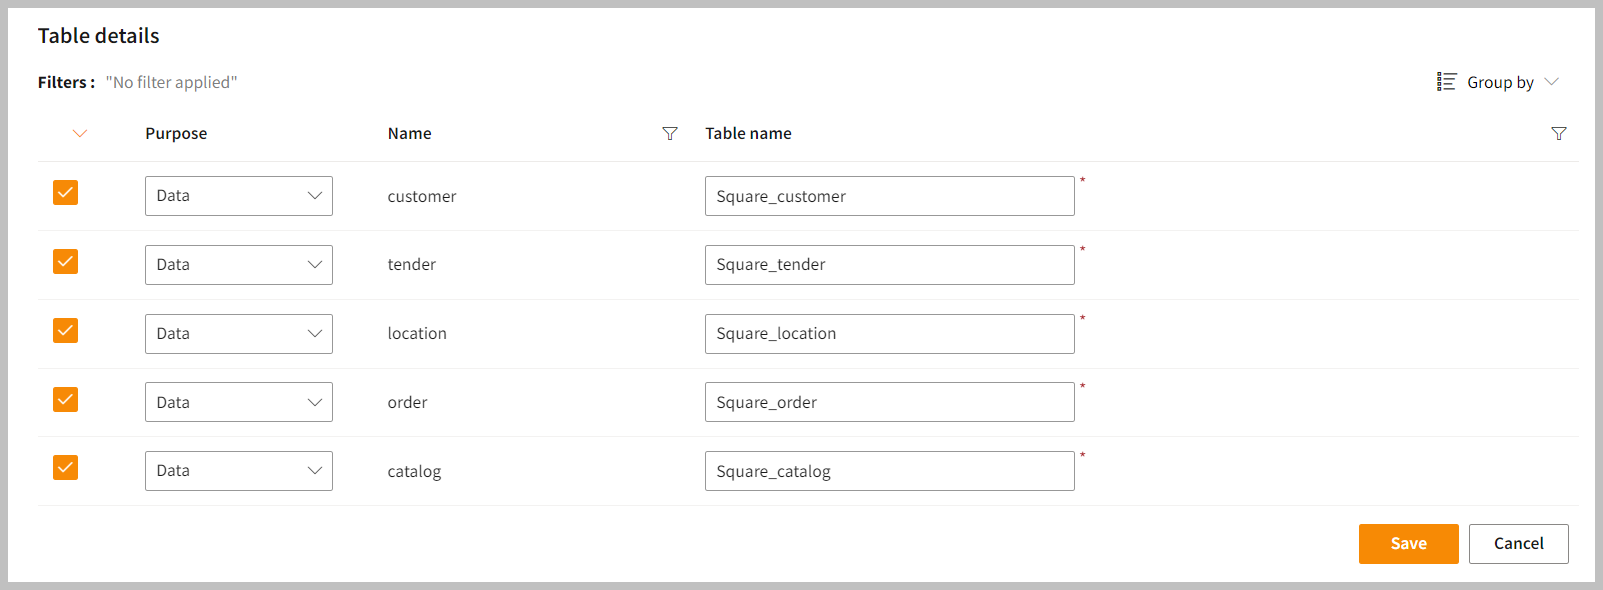 Table details
Filters : "No filter applied" Group by
Purpose Name Table name
Data customer Square_customer *
Data tender Square_tender *
Data location Square_location *
Data order Square_order *
Data catalog Square_catalog *
Save Cancel